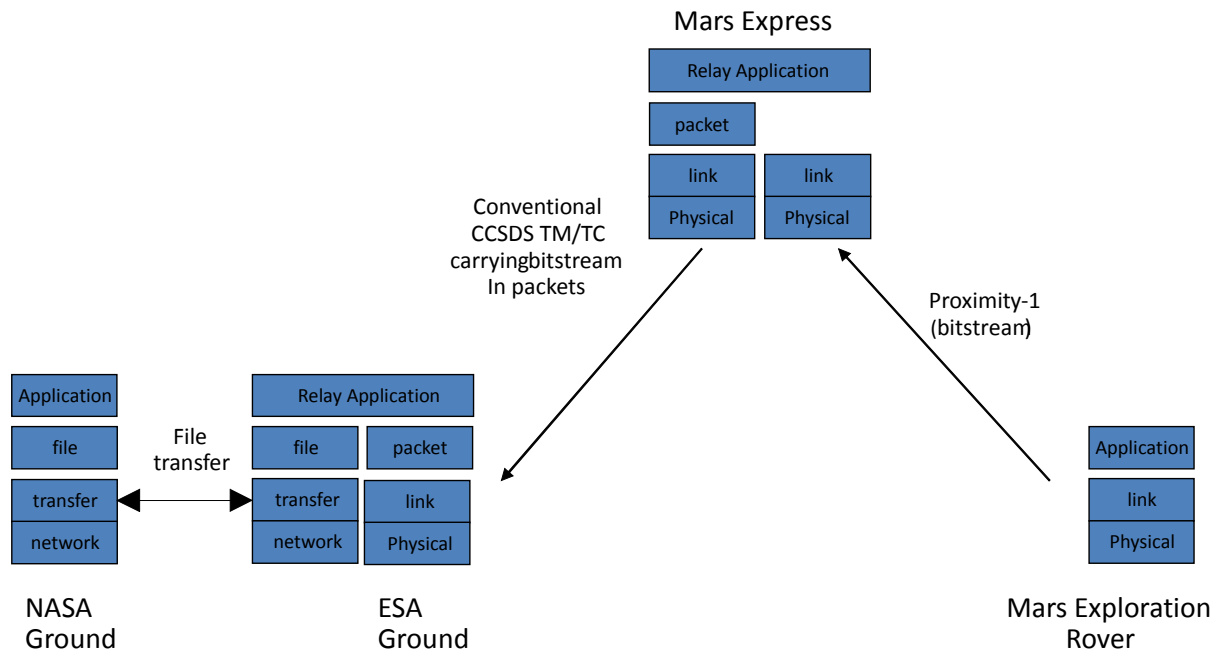 Mars Express
Relay Application
packet
link
link
Physical
Physical
Conventional
CCSDS TM/TC
carryingbitstream
In packets
Proximity-1
(bitstream)
Application
file
transfer
network
File
transfer
Relay Application
file
packet
transfer
link
network
Physical
Application
link
Physical
NASA
Ground
ESA
Ground
Mars Exploration
Rover